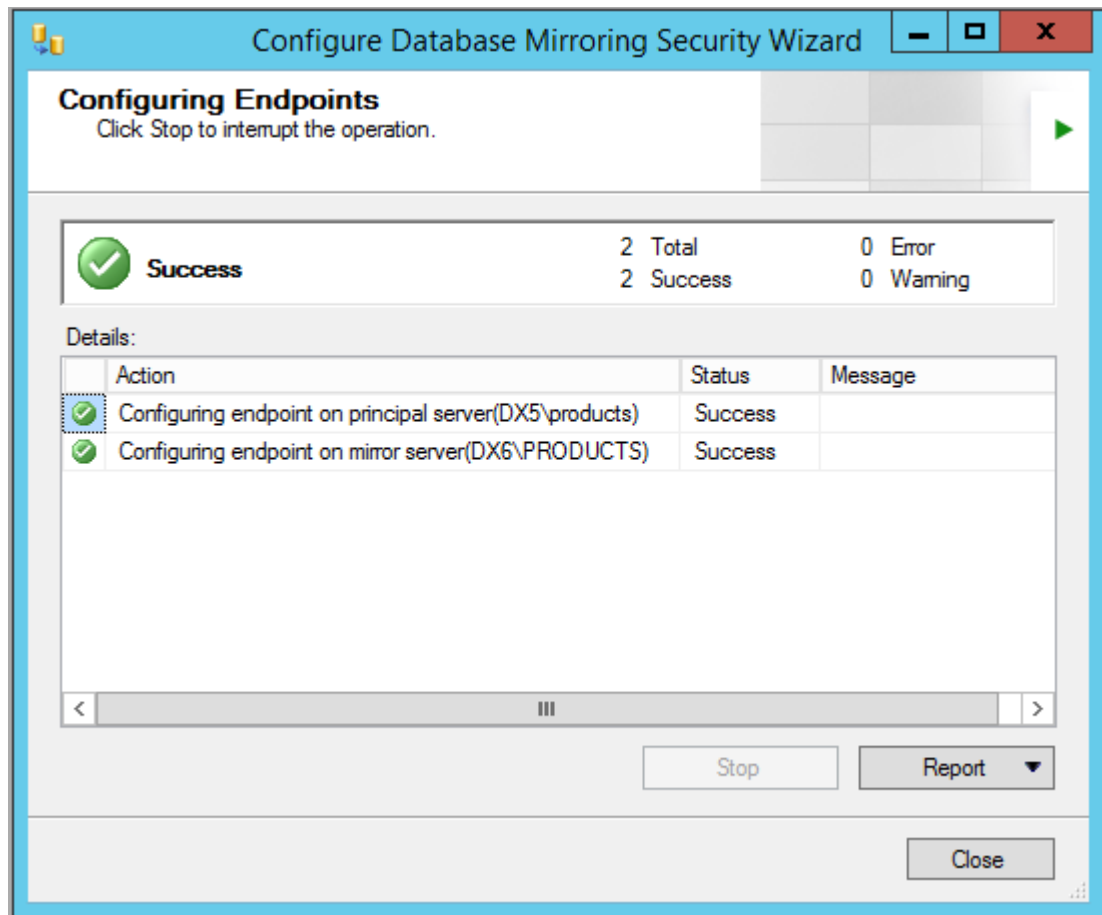 Configure Database Mirroring Security Wizard
Configuring Endpoints
Click Stop to interrupt the operation.
Success 2 Total 0 Error
2 Success 0 Warning
Details:
Action Status Message
Configuring endpoint on principal server(DX5\products) Success
Configuring endpoint on mirror server(DX6\PRODUCTS) Success
Stop Report
Close